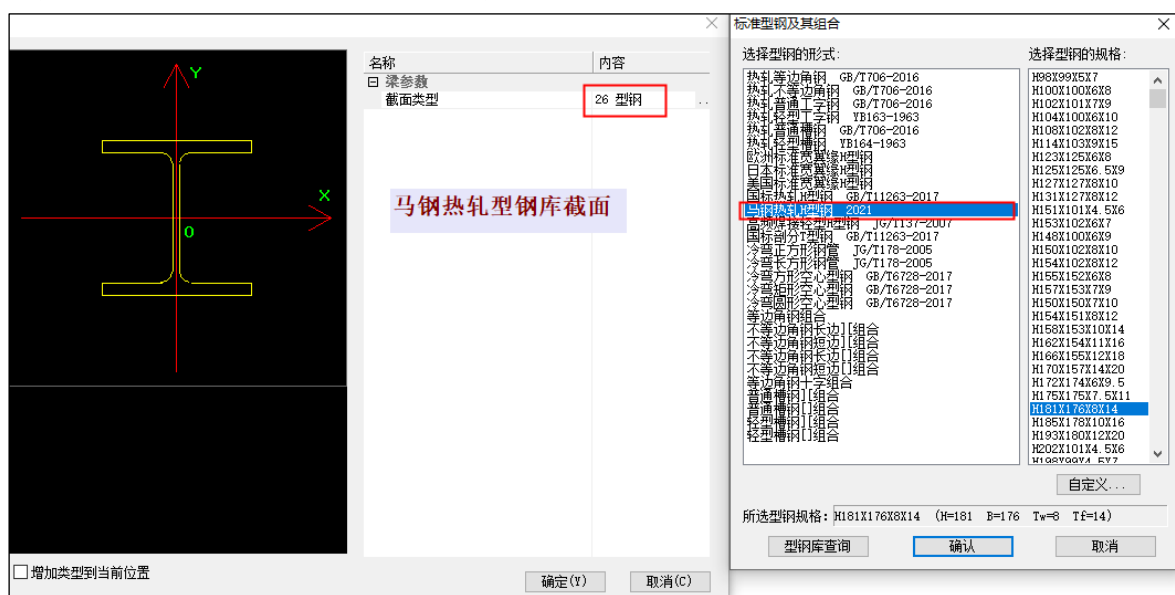 名称 内容
梁参数
截面类型 26 型钢 ..
Y
X
0
马钢热轧型钢库截面
增加类型到当前位置
确定(Y) 取消(C)
标准型钢及其组合
选择型钢的形式:
热轧等边角钢 GB/T706-2016
热轧不等边角钢 GB/T706-2016
热轧普通工字钢 GB/T706-2016
热轧轻型工字钢 YB163-1963
热轧普通槽钢 GB/T706-2016
热轧轻型槽钢 YB164-1963
欧洲标准宽翼缘H型钢
日本标准宽翼缘H型钢
美国标准宽翼缘H型钢
国标热轧H型钢 GB/T11263-2017
马钢热轧H型钢 2021
高频焊接轻型H型钢 JG/T137-2007
国标剖分T型钢 GB/T11263-2017
冷弯正方形钢管 JG/T178-2005
冷弯长方形钢管 JG/T178-2005
冷弯方形空心型钢 GB/T6728-2017
冷弯矩形空心型钢 GB/T6728-2017
冷弯圆形空心型钢 GB/T6728-2017
等边角钢组合
不等边角钢长边][组合
不等边角钢短边][组合
不等边角钢长边[]组合
不等边角钢短边[]组合
等边角钢十字组合
普通槽钢][组合
普通槽钢[]组合
轻型槽钢][组合
轻型槽钢[]组合
选择型钢的规格:
H98X99X5X7
H100X100X6X8
H102X101X7X9
H104X100X6X10
H108X102X8X12
H114X103X9X15
H123X125X6X8
H125X125X6.5X9
H127X127X8X10
H131X127X8X12
H151X101X4.5X6
H153X102X6X7
H148X100X6X9
H150X102X8X10
H154X102X8X12
H155X152X6X8
H157X153X7X9
H150X150X7X10
H154X151X8X12
H158X153X10X14
H162X154X11X16
H166X155X12X18
H170X157X14X20
H172X174X6X9.5
H175X175X7.5X11
H181X176X8X14
H185X178X10X16
H193X180X12X20
H202X101X4.5X6
H198X99X4.5X7
自定义...
所选型钢规格: H181X176X8X14 (H=181 B=176 Tw=8 Tf=14)
型钢库查询 确认 取消